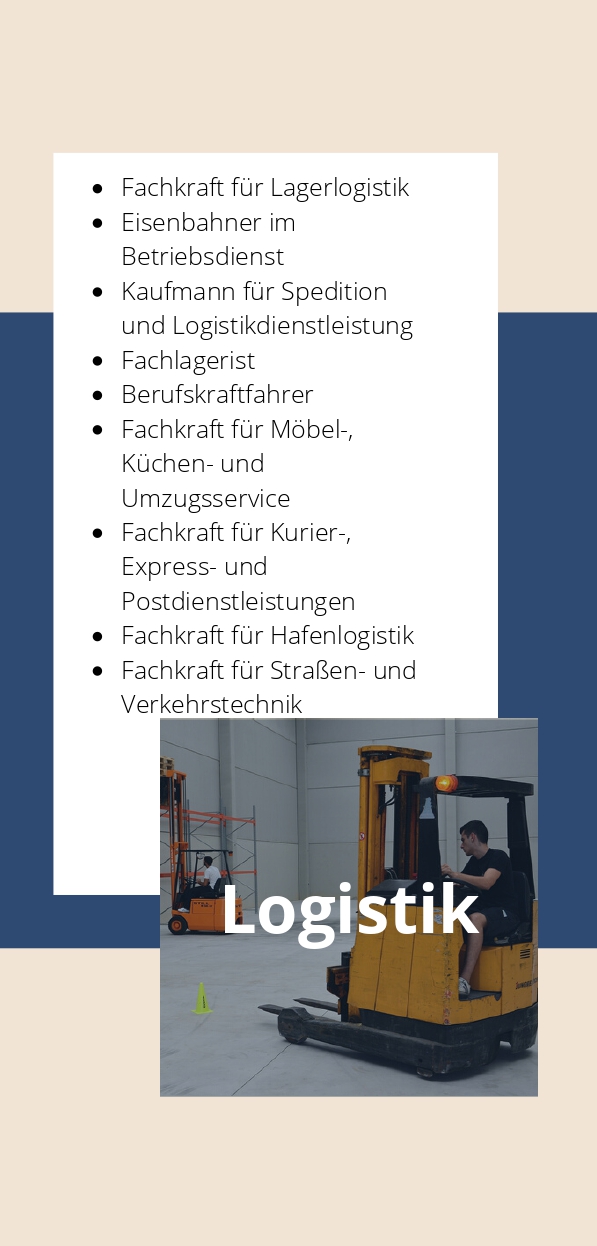 Fachkraft für Lagerlogistik
Eisenbahner im
Betriebsdienst
Kaufmann für Spedition
und Logistikdienstleistung
Fachlagerist
Berufskraftfahrer
Fachkraft für Möbel-,
Küchen- und
Umzugsservice
Fachkraft für Kurier-,
Express- und
Postdienstleistungen
Fachkraft für Hafenlogistik
Fachkraft für Straßen- und
Verkehrstechnik
Logistik